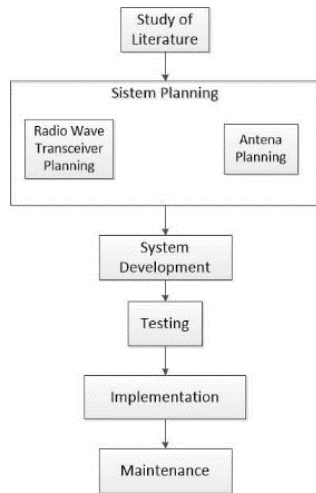 Study of
Literature
Sistem Planning
Radio Wave
Transceiver
Planning
Antena
Planning
System
Development
Testing
Implementation
Maintenance